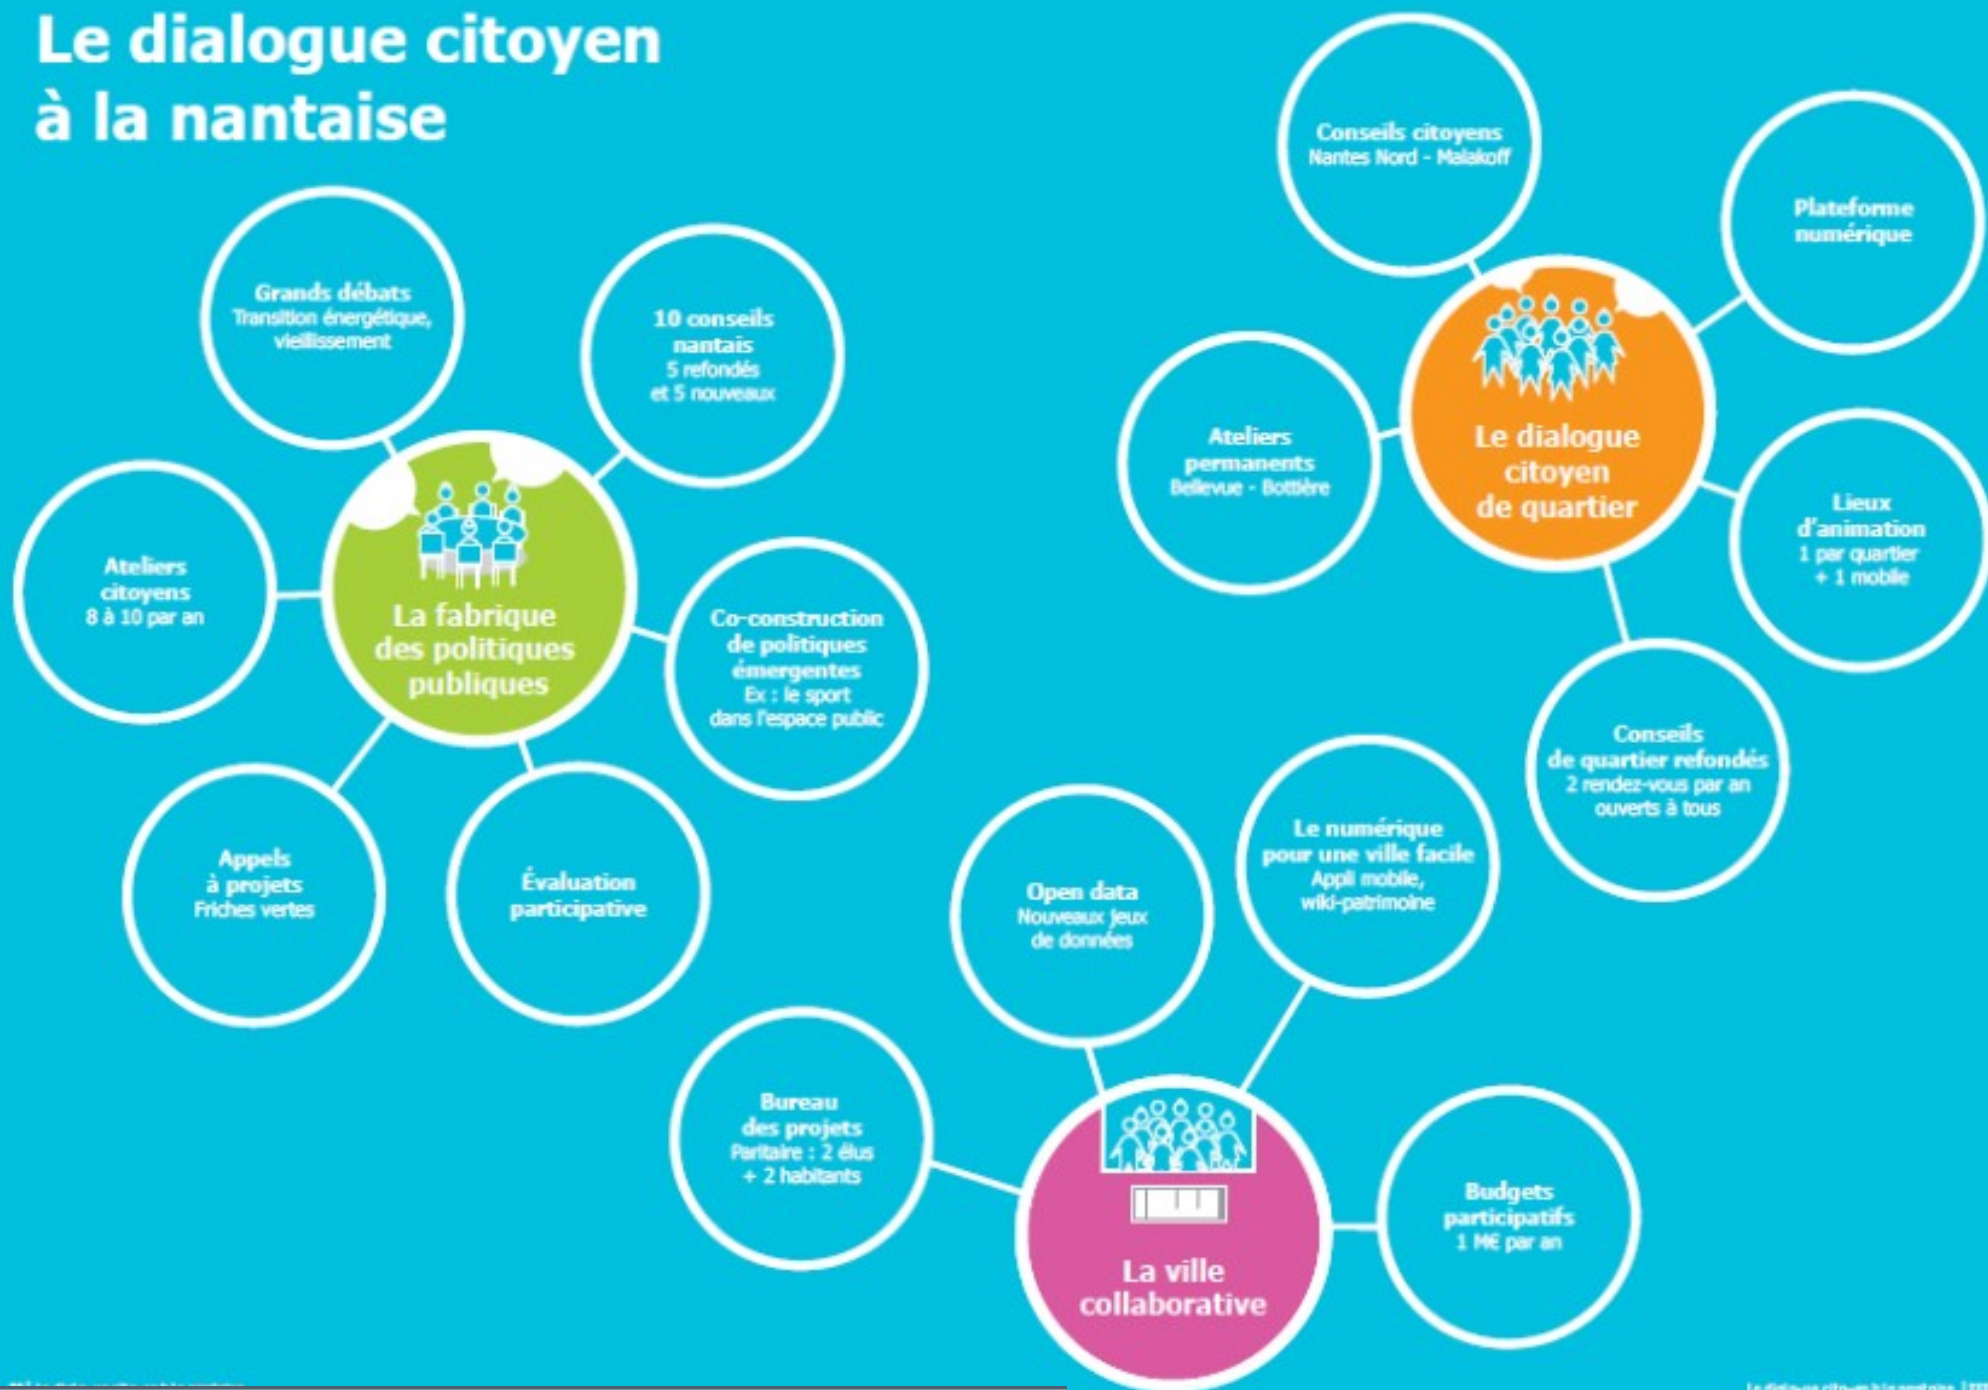 Le dialogue citoyen
à la nantaise
Grands débats
Transition énergétique,
vieillissement
10 conseils
nantais
5 refondés
et 5 nouveaux
Ateliers
citoyens
8 à 10 par an
La fabrique
des politiques
publiques
Co-construction
de politiques
émergentes
Ex : le sport
dans l'espace public
Appels
à projets
Friches vertes
Évaluation
participative
Conseils citoyens
Nantes Nord - Malakoff
Plateforme
numérique
Ateliers
permanents
Bellevue - Bottière
Le dialogue
citoyen
de quartier
Lieux
d'animation
1 par quartier
+ 1 mobile
Conseils
de quartier refondés
2 rendez-vous par an
ouverts à tous
Open data
Nouveaux jeux
de données
Le numérique
pour une ville facile
Appli mobile,
wiki-patrimoine
Bureau
des projets
Paritaire : 2 élus
+ 2 habitants
La ville
collaborative
Budgets
participatifs
1 M€ par an